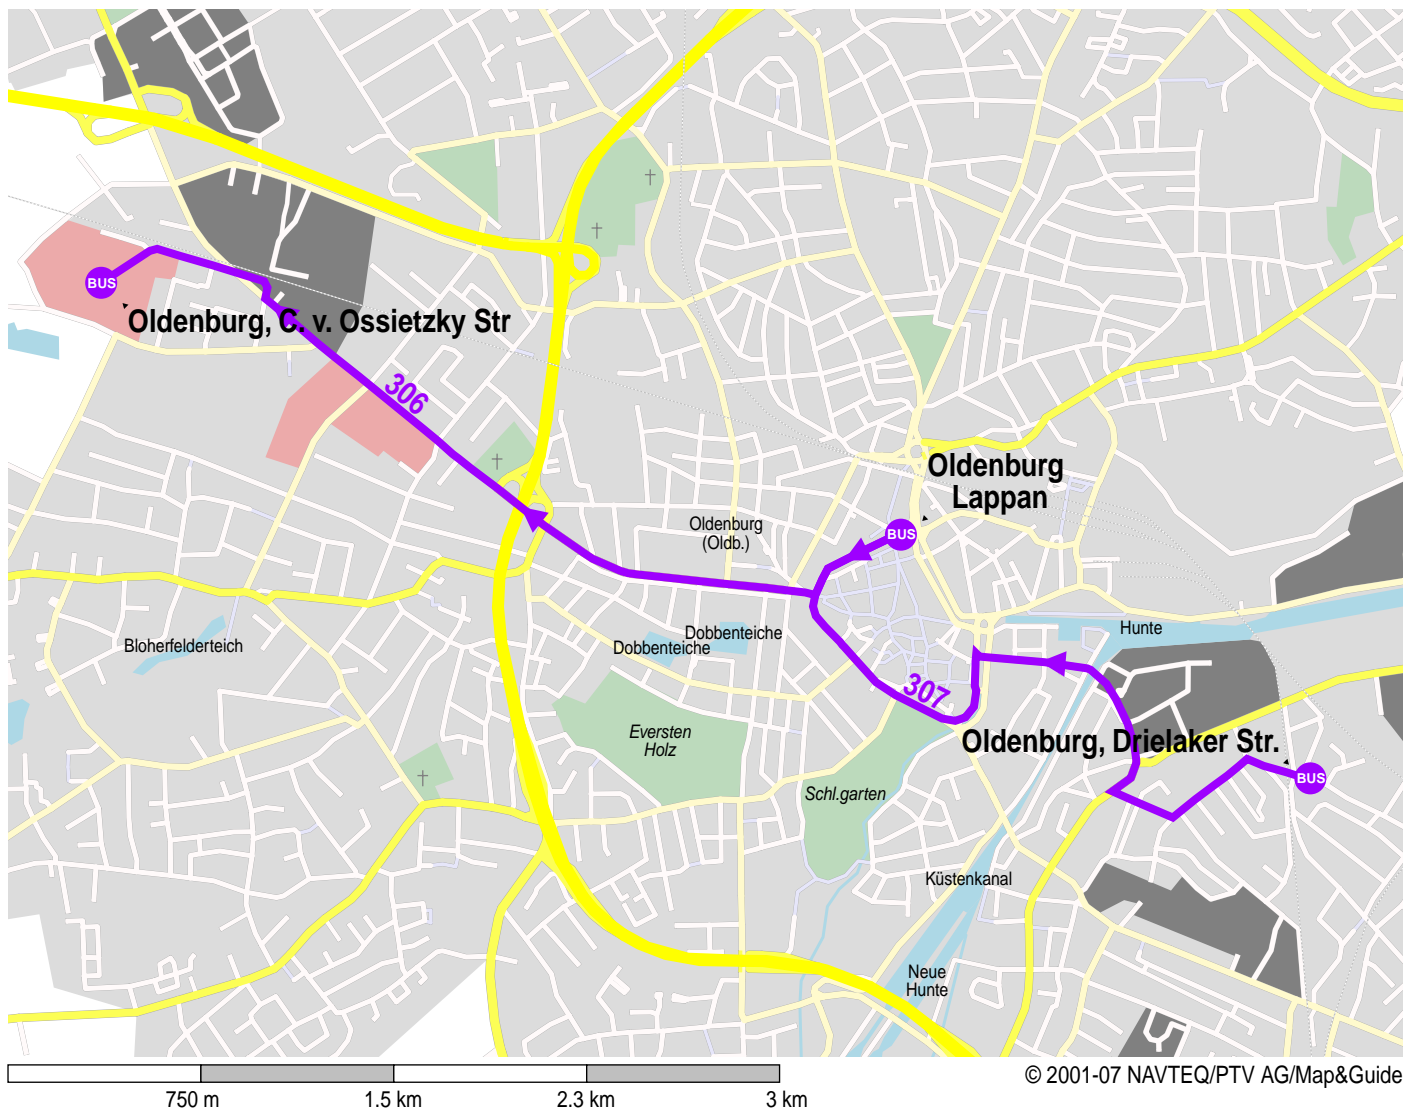 BUS
Oldenburg, C. v. Ossietzky Str
306
Oldenburg
Lappan
BUS
Oldenburg
(Oldb.)
Hunte
Dobbenteiche
Dobbenteiche
Bloherfelderteich
307
Eversten
Holz
Oldenburg, Drielaker Str.
BUS
Schl.garten
Küstenkanal
Neue
Hunte
© 2001-07 NAVTEQ/PTV AG/Map&Guide
750 m 1.5 km 2.3 km 3 km